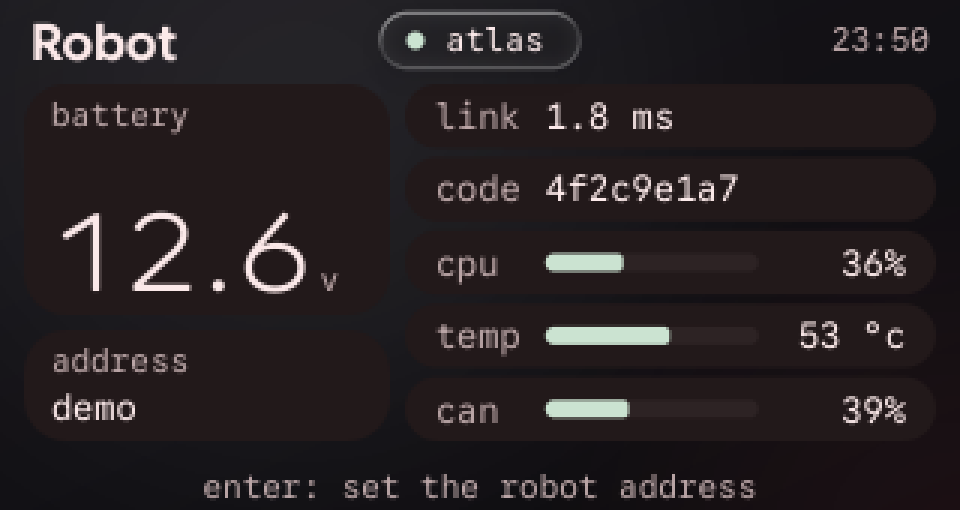 Robot
atlas
23:50
battery
12.6 v
address
demo
link 1.8 ms
code 4f2c9e1a7
cpu 36%
temp 53 °c
can 39%
enter: set the robot address